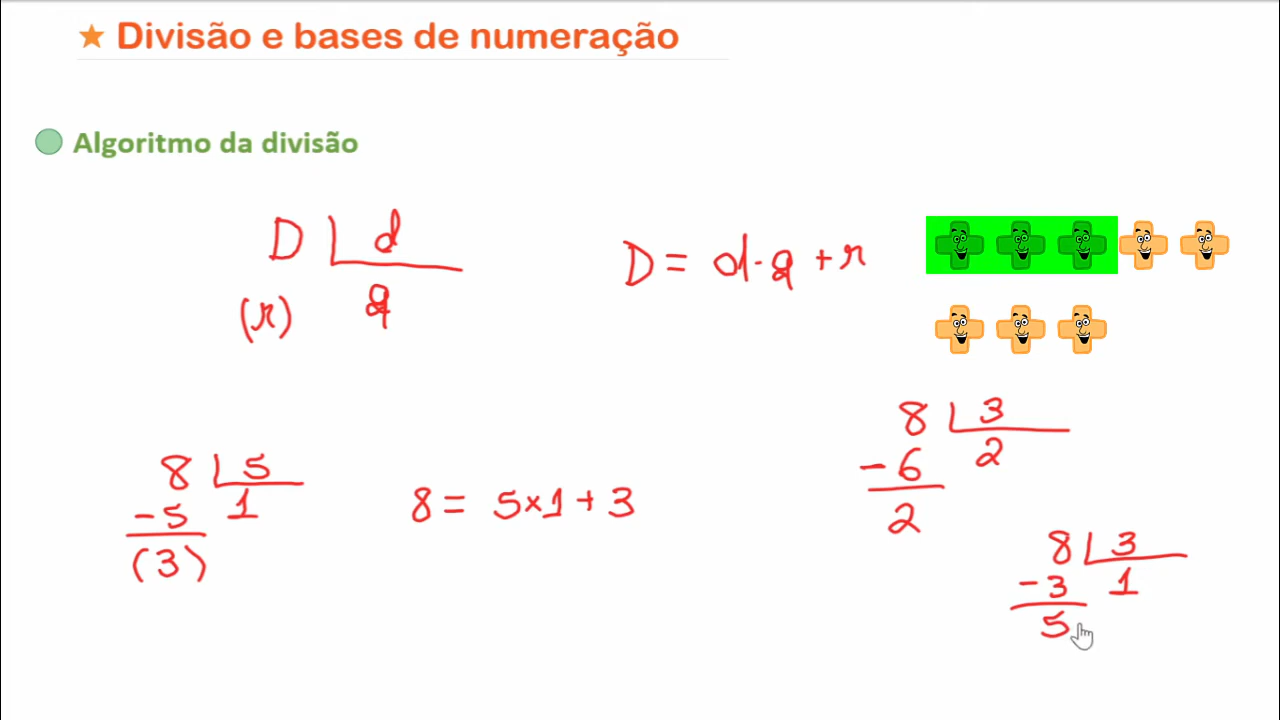 Divisão e bases de numeração
Algoritmo da divisão
D d
(r) q
D = d·q + r
8 5
-5 1
(3)
8 = 5×1 + 3
8 3
-6 2
2
8 3
-3 1
5